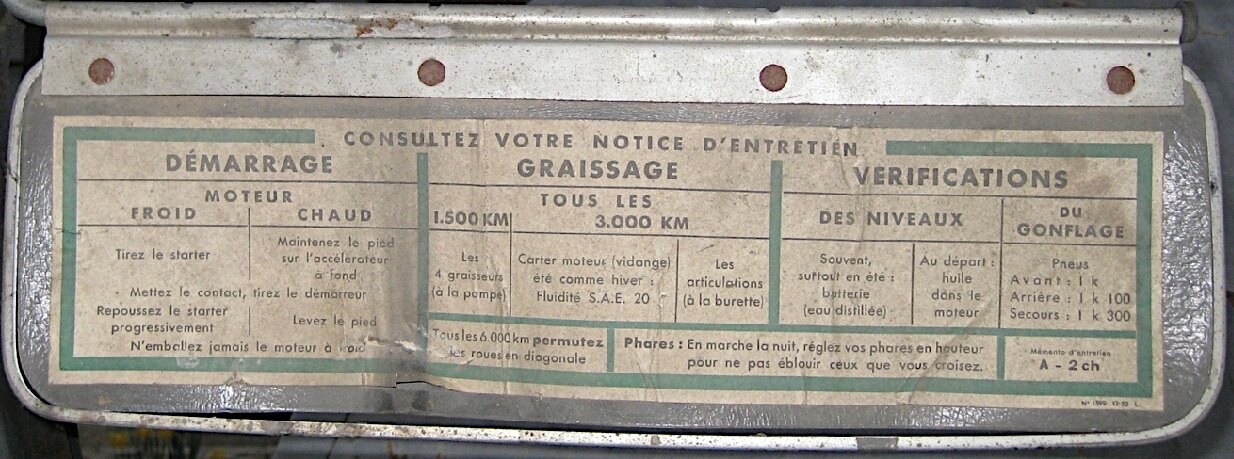 CONSULTEZ VOTRE NOTICE D'ENTRETIEN
DÉMARRAGE
MOTEUR
FROID
CHAUD
Tirez le starter
Maintenez le pied
sur l'accélérateur
à fond
Mettez le contact, tirez le démarreur
Repoussez le starter
progressivement
Levez le pied
N'emballez jamais le moteur à froid
GRAISSAGE
TOUS LES
1.500 KM
3.000 KM
Les
4 graisseurs
(à la pompe)
Carter moteur (vidange)
été comme hiver :
Fluidité S.A.E. 20
Les
articulations
(à la burette)
VÉRIFICATIONS
DES NIVEAUX
DU
GONFLAGE
Souvent,
surtout en été :
batterie
(eau distillée)
Au départ :
huile
dans le
moteur
Pneus
Avant : 1 k
Arrière : 1 k 100
Secours : 1 k 300
Tous les 6.000 km permutez
les roues en diagonale
Phares : En marche la nuit, réglez vos phares en hauteur
pour ne pas éblouir ceux que vous croisez.
Mémento d'entretien
A - 2 ch